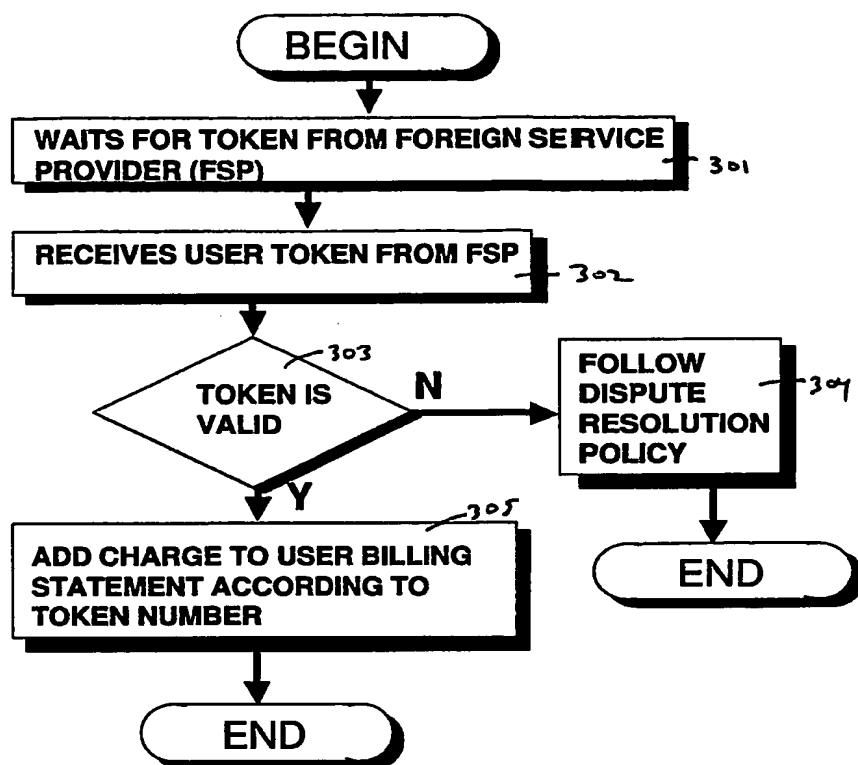 BEGIN
WAITS FOR TOKEN FROM FOREIGN SERVICE
PROVIDER (FSP)
301
RECEIVES USER TOKEN FROM FSP
302
303
TOKEN IS
VALID
N
Y
FOLLOW
DISPUTE
RESOLUTION
POLICY
304
END
305
ADD CHARGE TO USER BILLING
STATEMENT ACCORDING TO
TOKEN NUMBER
END